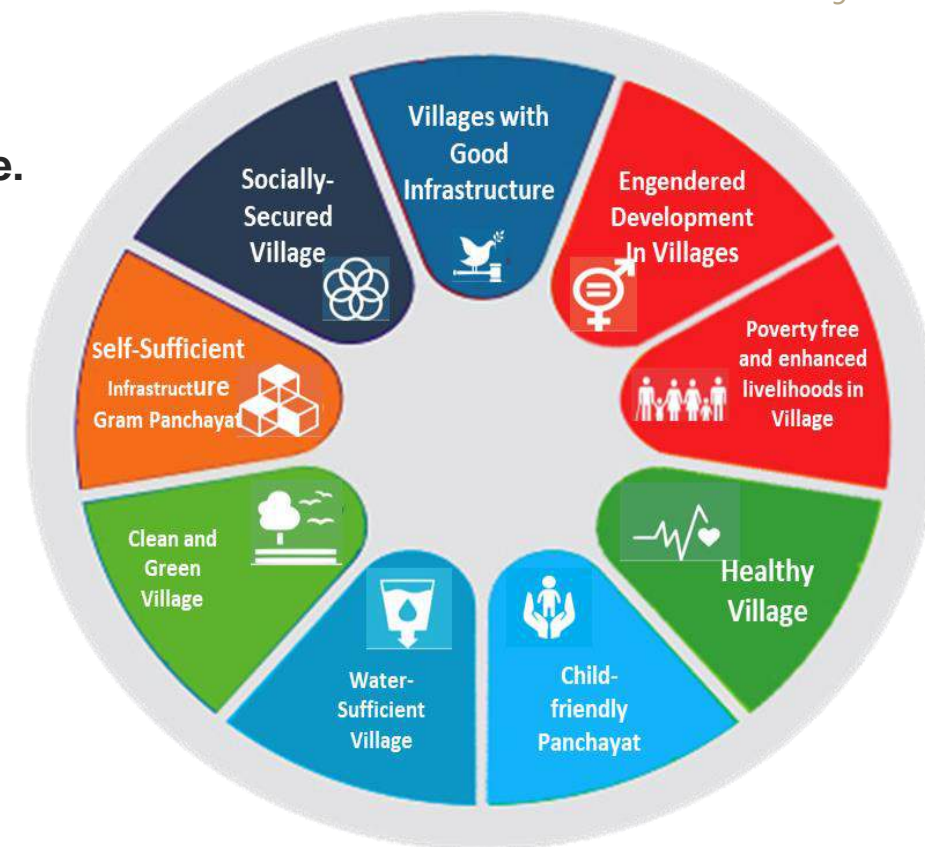 e.
Villages with
Good
Infrastructure
Engendered
Development
In Villages
Poverty free
and enhanced
livelihoods in
Village
Healthy
Village
Child-
friendly
Panchayat
Water-
Sufficient
Village
Clean and
Green
Village
self-Sufficient
Infrastructure
Gram Panchayat
Socially-
Secured
Village